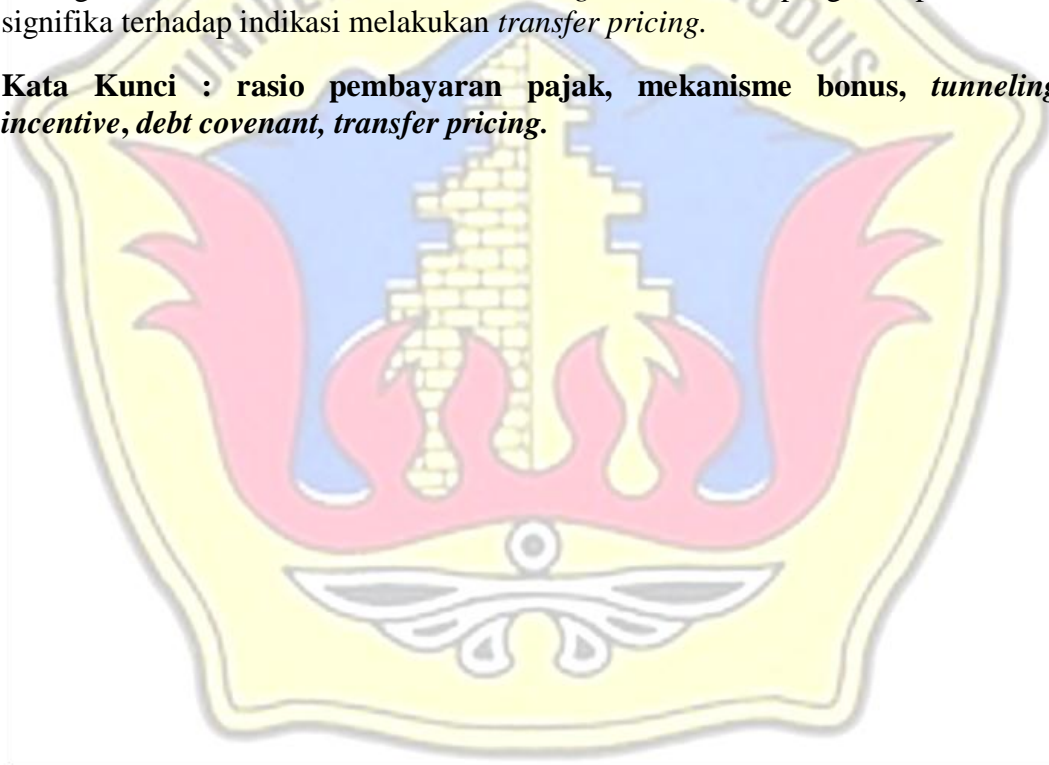 signifika terhadap indikasi melakukan transfer pricing.
Kata Kunci : rasio pembayaran pajak, mekanisme bonus, tunneling
incentive, debt covenant, transfer pricing.